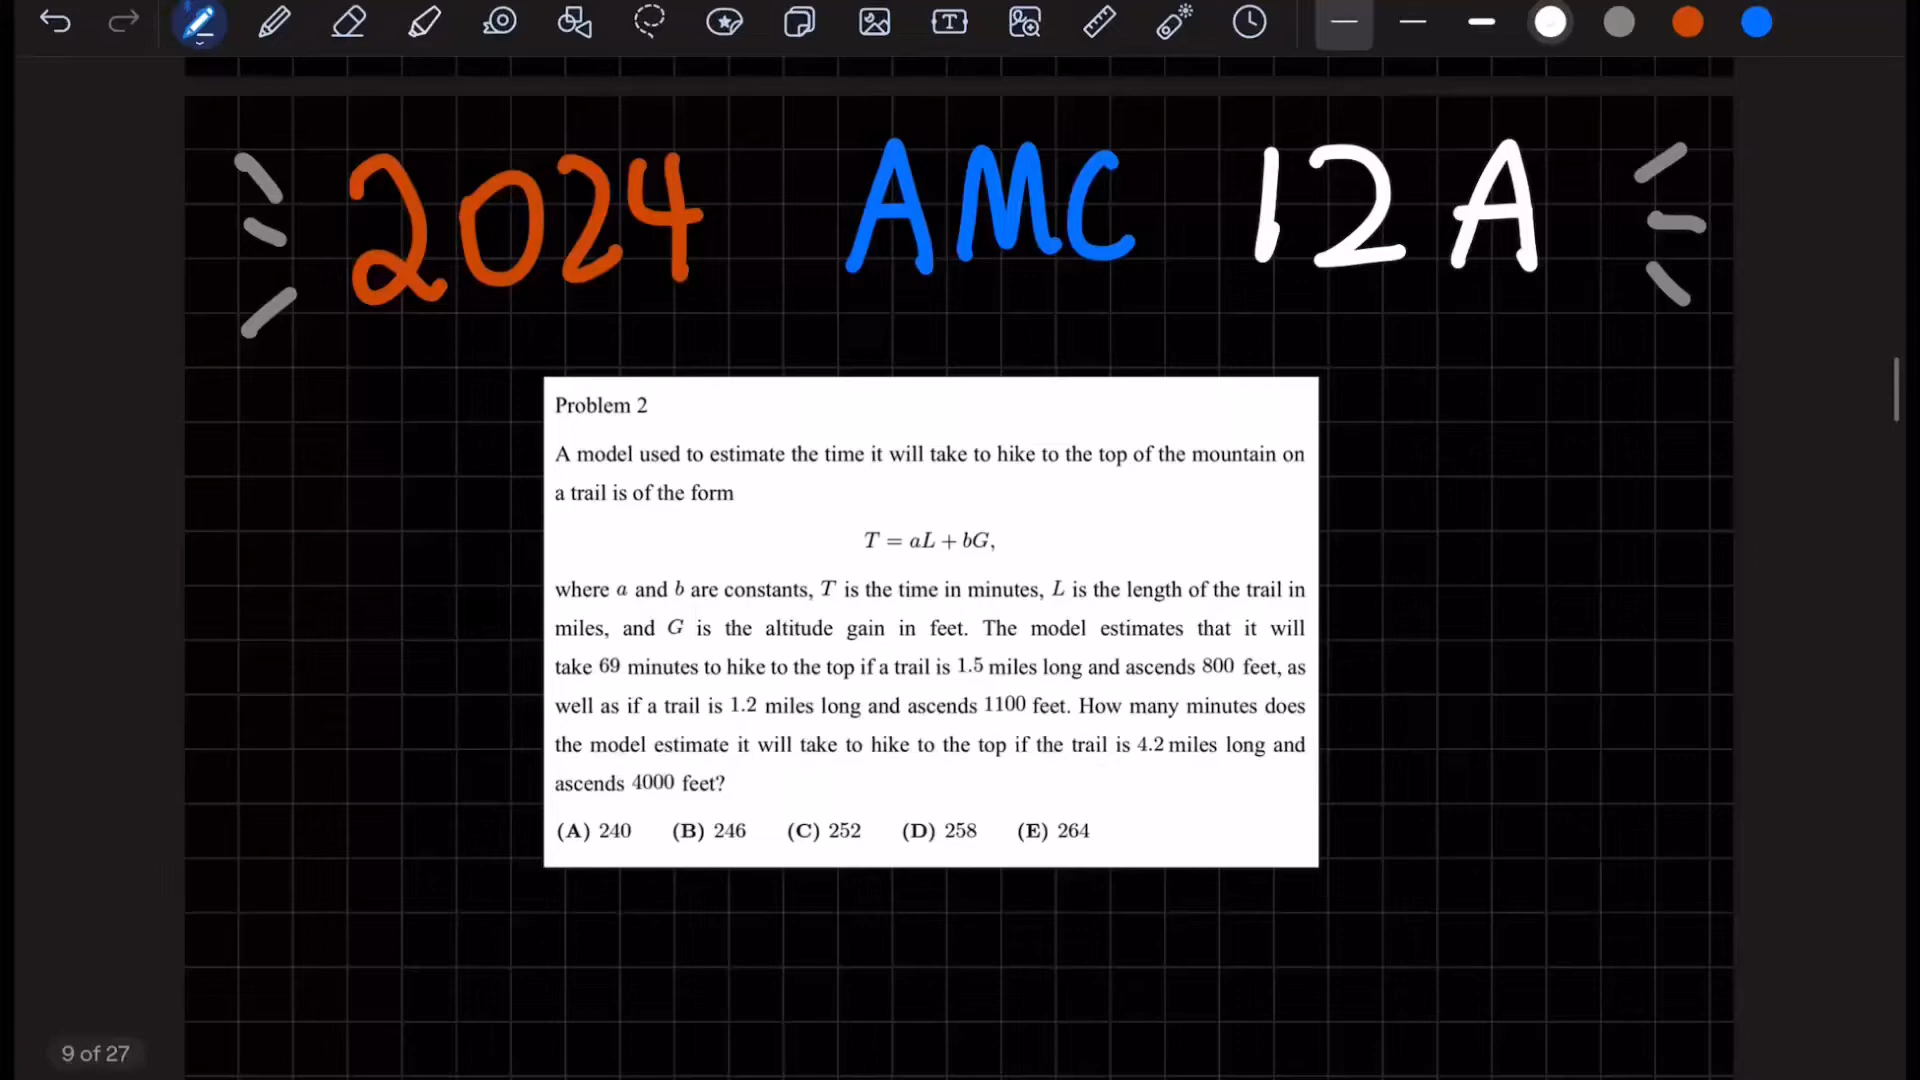 2024 AMC 12 A
Problem 2
A model used to estimate the time it will take to hike to the top of the mountain on
a trail is of the form
T = aL + bG,
where a and b are constants, T is the time in minutes, L is the length of the trail in
miles, and G is the altitude gain in feet. The model estimates that it will
take 69 minutes to hike to the top if a trail is 1.5 miles long and ascends 800 feet, as
well as if a trail is 1.2 miles long and ascends 1100 feet. How many minutes does
the model estimate it will take to hike to the top if the trail is 4.2 miles long and
ascends 4000 feet?
(A) 240 (B) 246 (C) 252 (D) 258 (E) 264
9 of 27